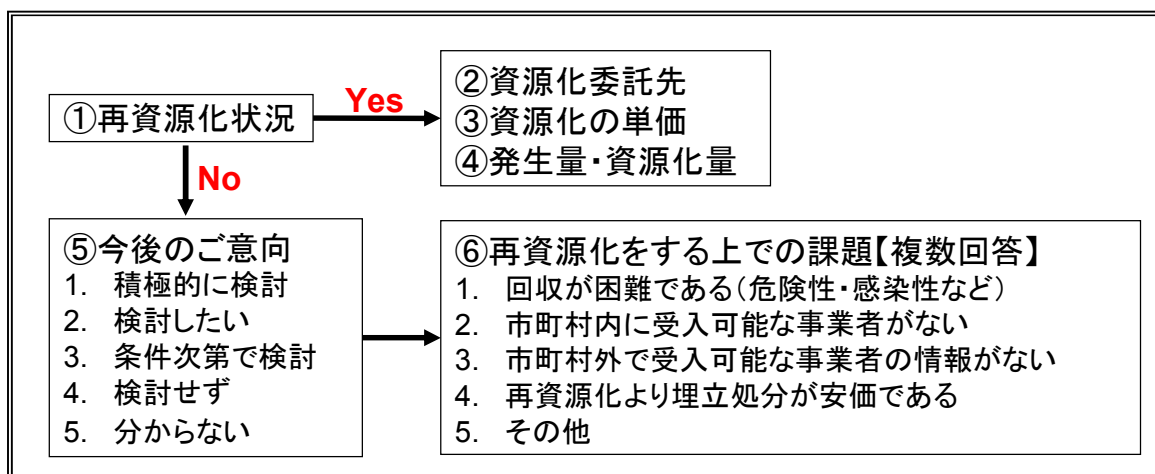 ①再資源化状況
Yes
②資源化委託先
③資源化の単価
④発生量・資源化量
No
⑤今後のご意向
1. 積極的に検討
2. 検討したい
3. 条件次第で検討
4. 検討せず
5. 分からない
⑥再資源化をする上での課題【複数回答】
1. 回収が困難である(危険性・感染性など)
2. 市町村内に受入可能な事業者がない
3. 市町村外で受入可能な事業者の情報がない
4. 再資源化より埋立処分が安価である
5. その他